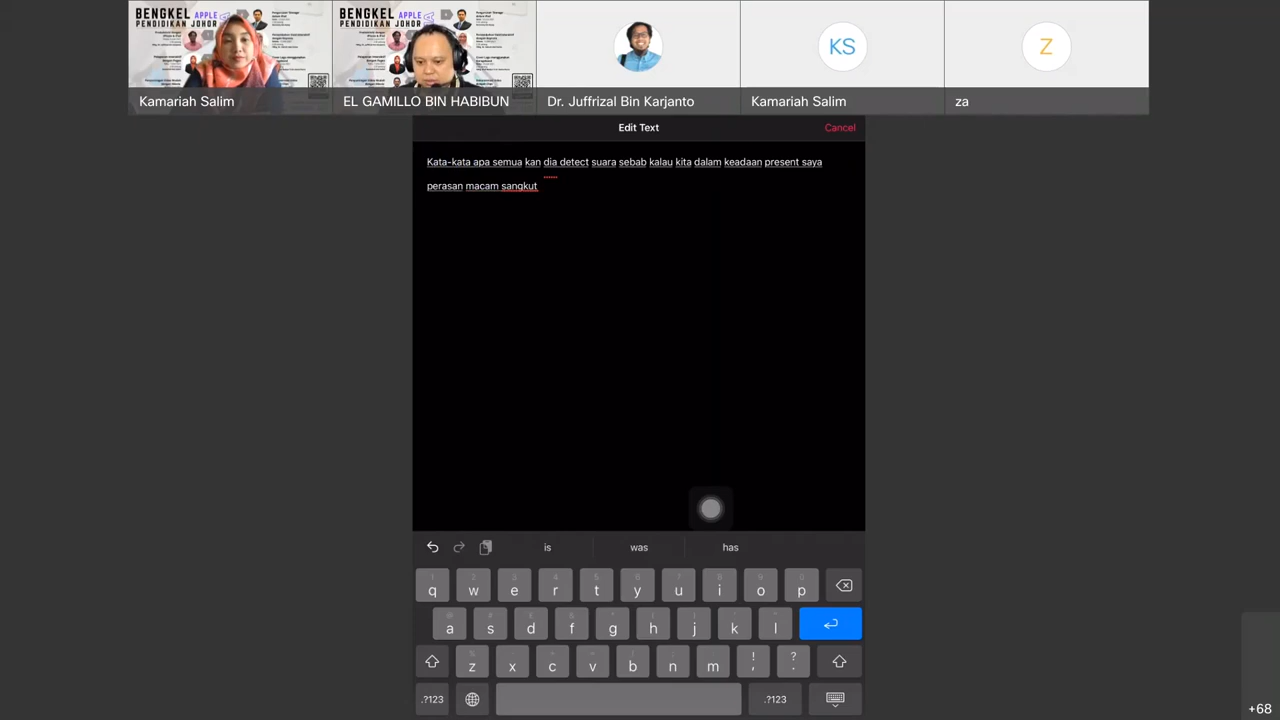 BENGKEL APPLE
PENDIDIKAN JOHOR
BENGKEL APPLE
PENDIDIKAN JOHOR
KS
Z
Kamariah Salim
EL GAMILLO BIN HABIBUN
Dr. Juffrizal Bin Karjanto
Kamariah Salim
za
Edit Text
Cancel
Kata-kata apa semua kan dia detect suara sebab kalau kita dalam keadaan present saya
perasan macam sangkut
is was has
q w e r t y u i o p
a s d f g h j k l
z x c v b n m ! , ? .
.?123
.?123
+68